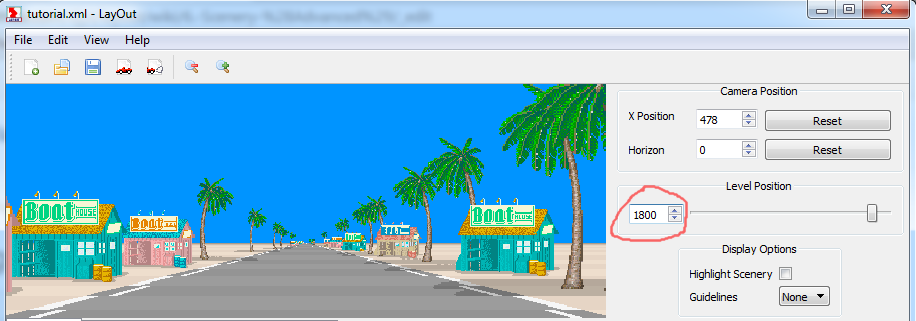 tutorial.xml - LayOut
File Edit View Help
Camera Position
X Position 478 Reset
Horizon 0 Reset
Level Position
1800
Display Options
Highlight Scenery
Guidelines None
Boat HOUSE
Boat HOUSE